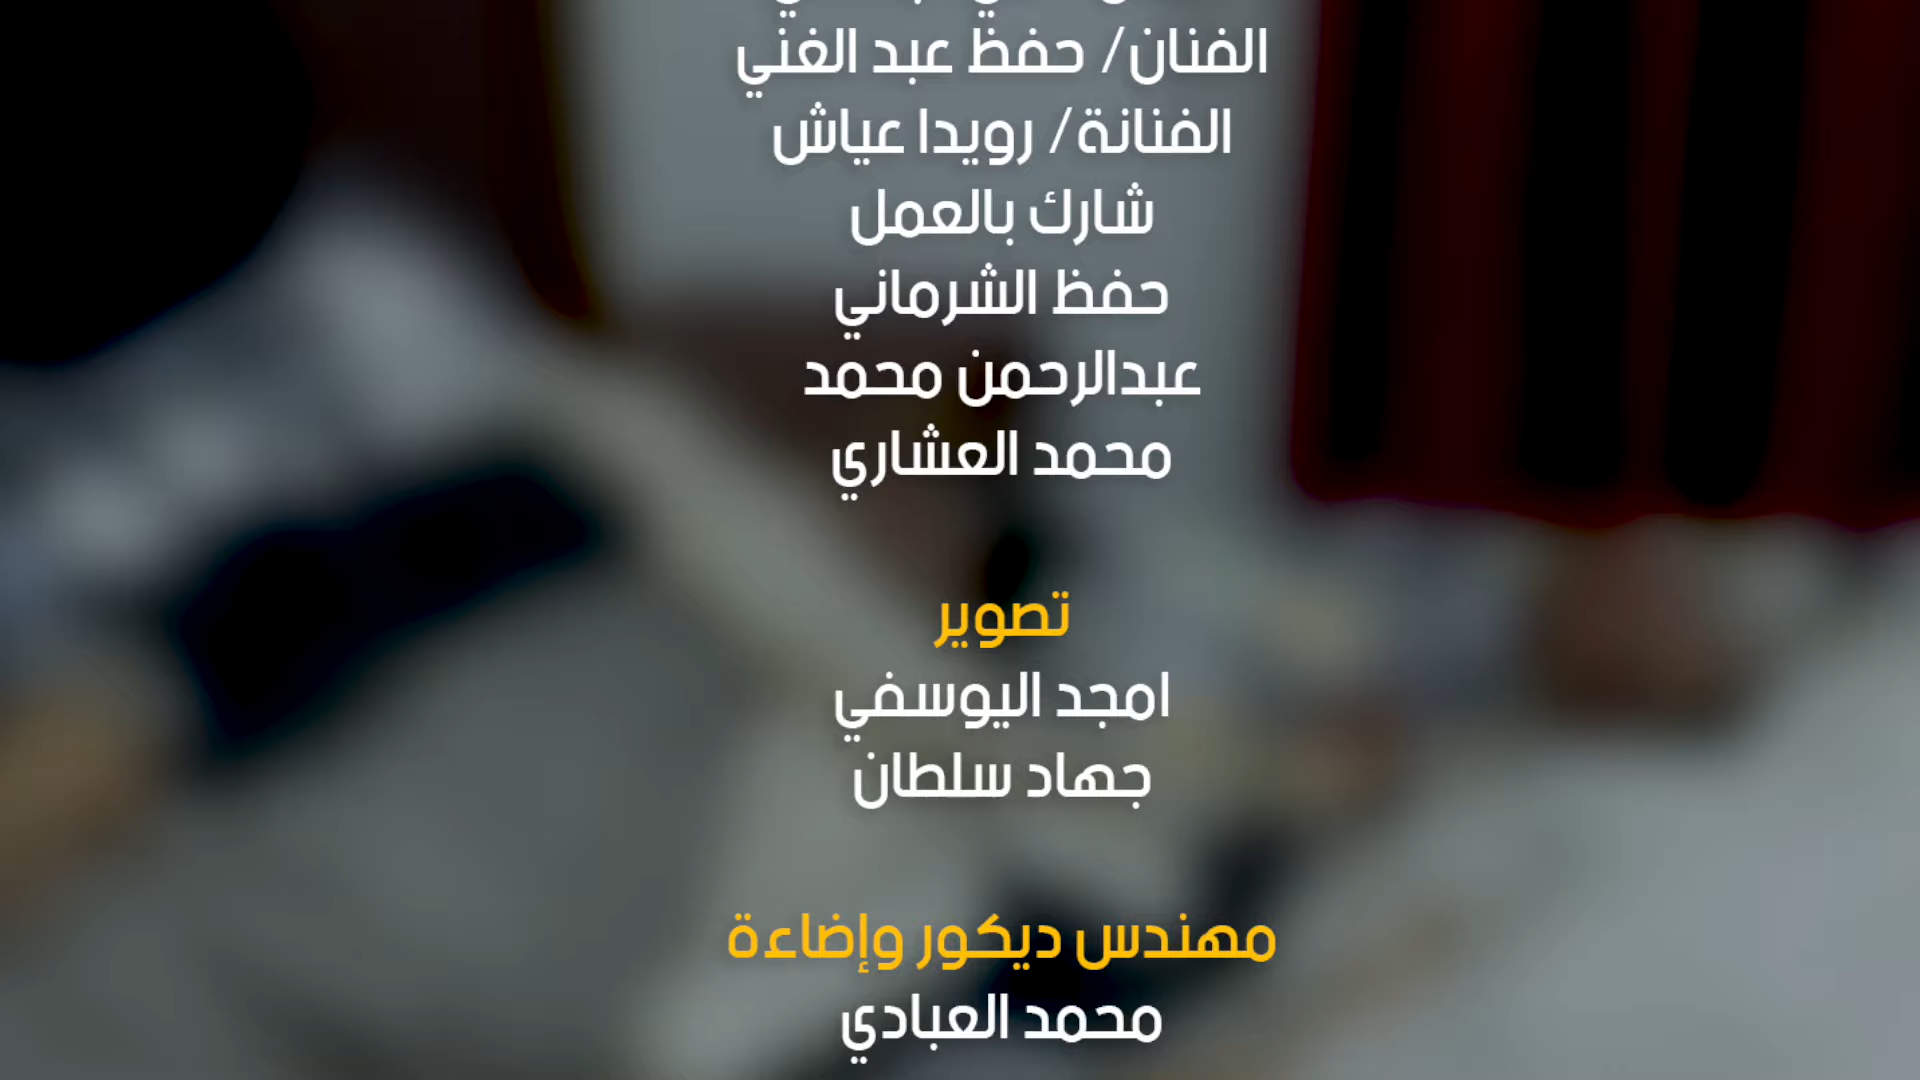 الفنان/ حفظ عبد الغني
الفنانة/ رويدا عياش
شارك بالعمل
حفظ الشرماني
عبدالرحمن محمد
محمد العشاري
تصوير
امجد اليوسفي
جهاد سلطان
مهندس ديكور وإضاءة
محمد العبادي